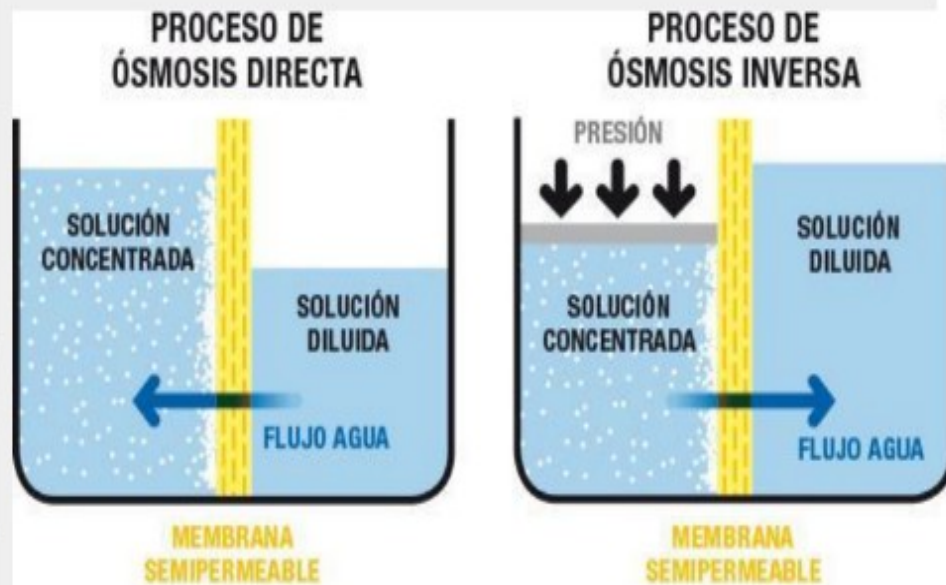 PROCESO DE
ÓSMOSIS DIRECTA
SOLUCIÓN
CONCENTRADA
SOLUCIÓN
DILUIDA
FLUJO AGUA
MEMBRANA
SEMIPERMEABLE
PROCESO DE
ÓSMOSIS INVERSA
PRESIÓN
SOLUCIÓN
CONCENTRADA
SOLUCIÓN
DILUIDA
FLUJO AGUA
MEMBRANA
SEMIPERMEABLE